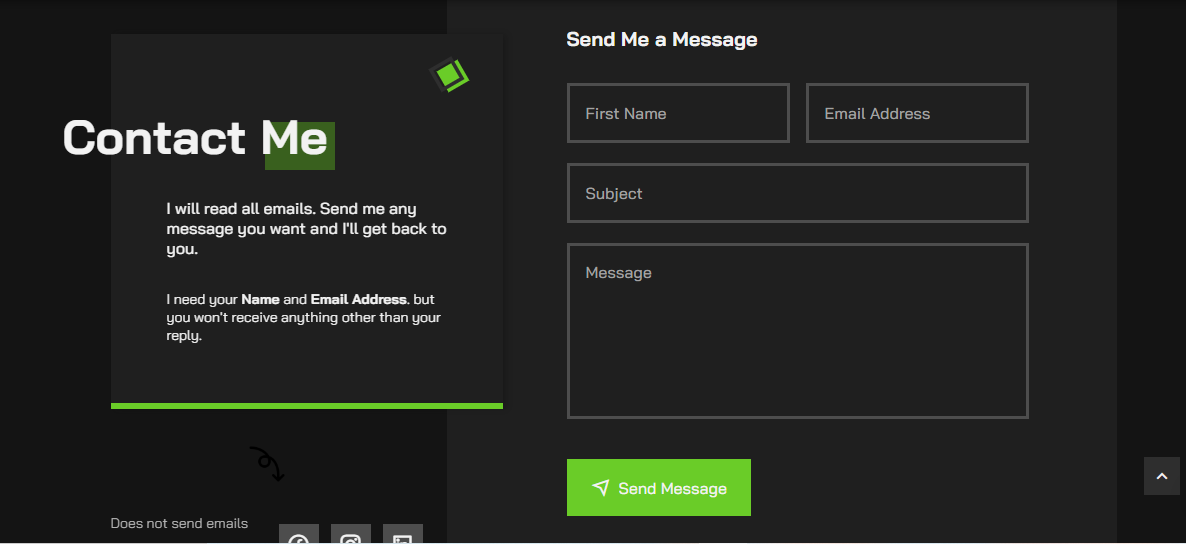 Contact Me
I will read all emails. Send me any
message you want and I'll get back to
you.
I need your Name and Email Address. but
you won't receive anything other than your
reply.
Does not send emails
Send Me a Message
First Name
Email Address
Subject
Message
Send Message